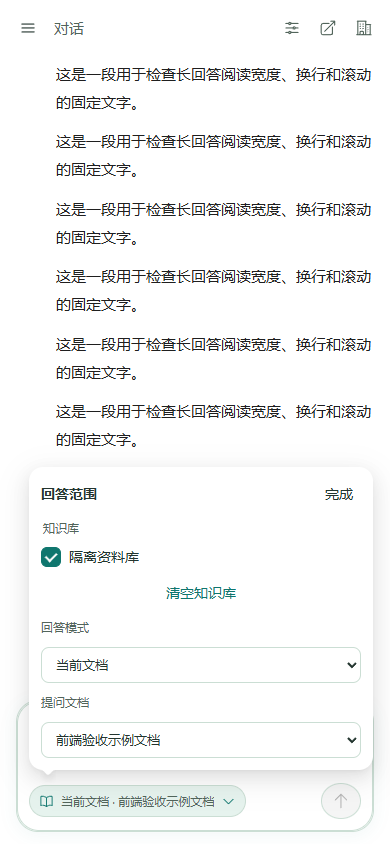 对话
这是一段用于检查长回答阅读宽度、换行和滚动
的固定文字。
这是一段用于检查长回答阅读宽度、换行和滚动
的固定文字。
这是一段用于检查长回答阅读宽度、换行和滚动
的固定文字。
这是一段用于检查长回答阅读宽度、换行和滚动
的固定文字。
这是一段用于检查长回答阅读宽度、换行和滚动
的固定文字。
这是一段用于检查长回答阅读宽度、换行和滚动
的固定文字。
回答范围 完成
知识库
隔离资料库
清空知识库
回答模式
当前文档
提问文档
前端验收示例文档
当前文档 · 前端验收示例文档